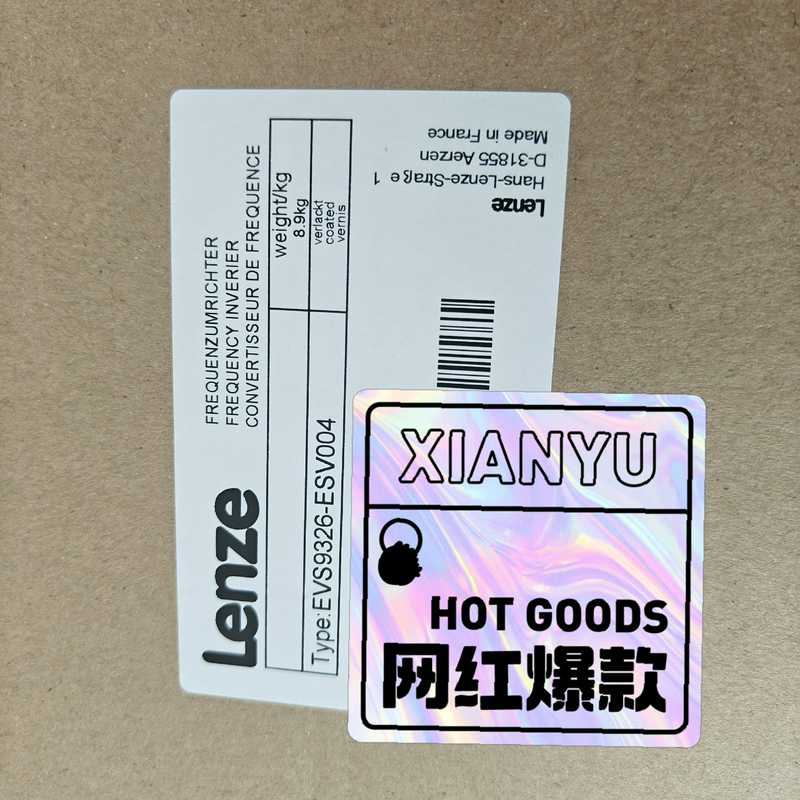 Lenze
FREQUENZUMRICHTER
FREQUENCY INVERIER
CONVERTISSEUR DE FREQUENCE
weight/kg
8.9kg
Type:EVS9326-ESV004
verlackt
coated
vernis
Lenze
Hans-Lenze-Straße 1
D-31855 Aerzen
Made in France
XIANYU
HOT GOODS
网红爆款